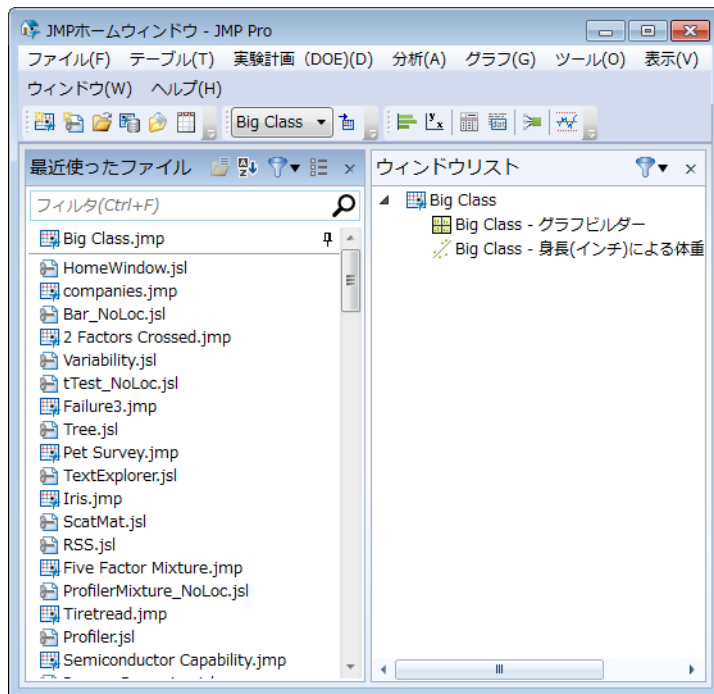 JMPホームウィンドウ - JMP Pro
ファイル(F) テーブル(T) 実験計画 (DOE)(D) 分析(A) グラフ(G) ツール(O) 表示(V)
ウィンドウ(W) ヘルプ(H)
Big Class
最近使ったファイル
フィルタ(Ctrl+F)
Big Class.jmp
HomeWindow.jsl
companies.jmp
Bar_NoLoc.jsl
2 Factors Crossed.jmp
Variability.jsl
tTest_NoLoc.jsl
Failure3.jmp
Tree.jsl
Pet Survey.jmp
TextExplorer.jsl
Iris.jmp
ScatMat.jsl
RSS.jsl
Five Factor Mixture.jmp
ProfilerMixture_NoLoc.jsl
Tiretread.jmp
Profiler.jsl
Semiconductor Capability.jmp
ウィンドウリスト
Big Class
Big Class - グラフビルダー
Big Class - 身長(インチ)による体重